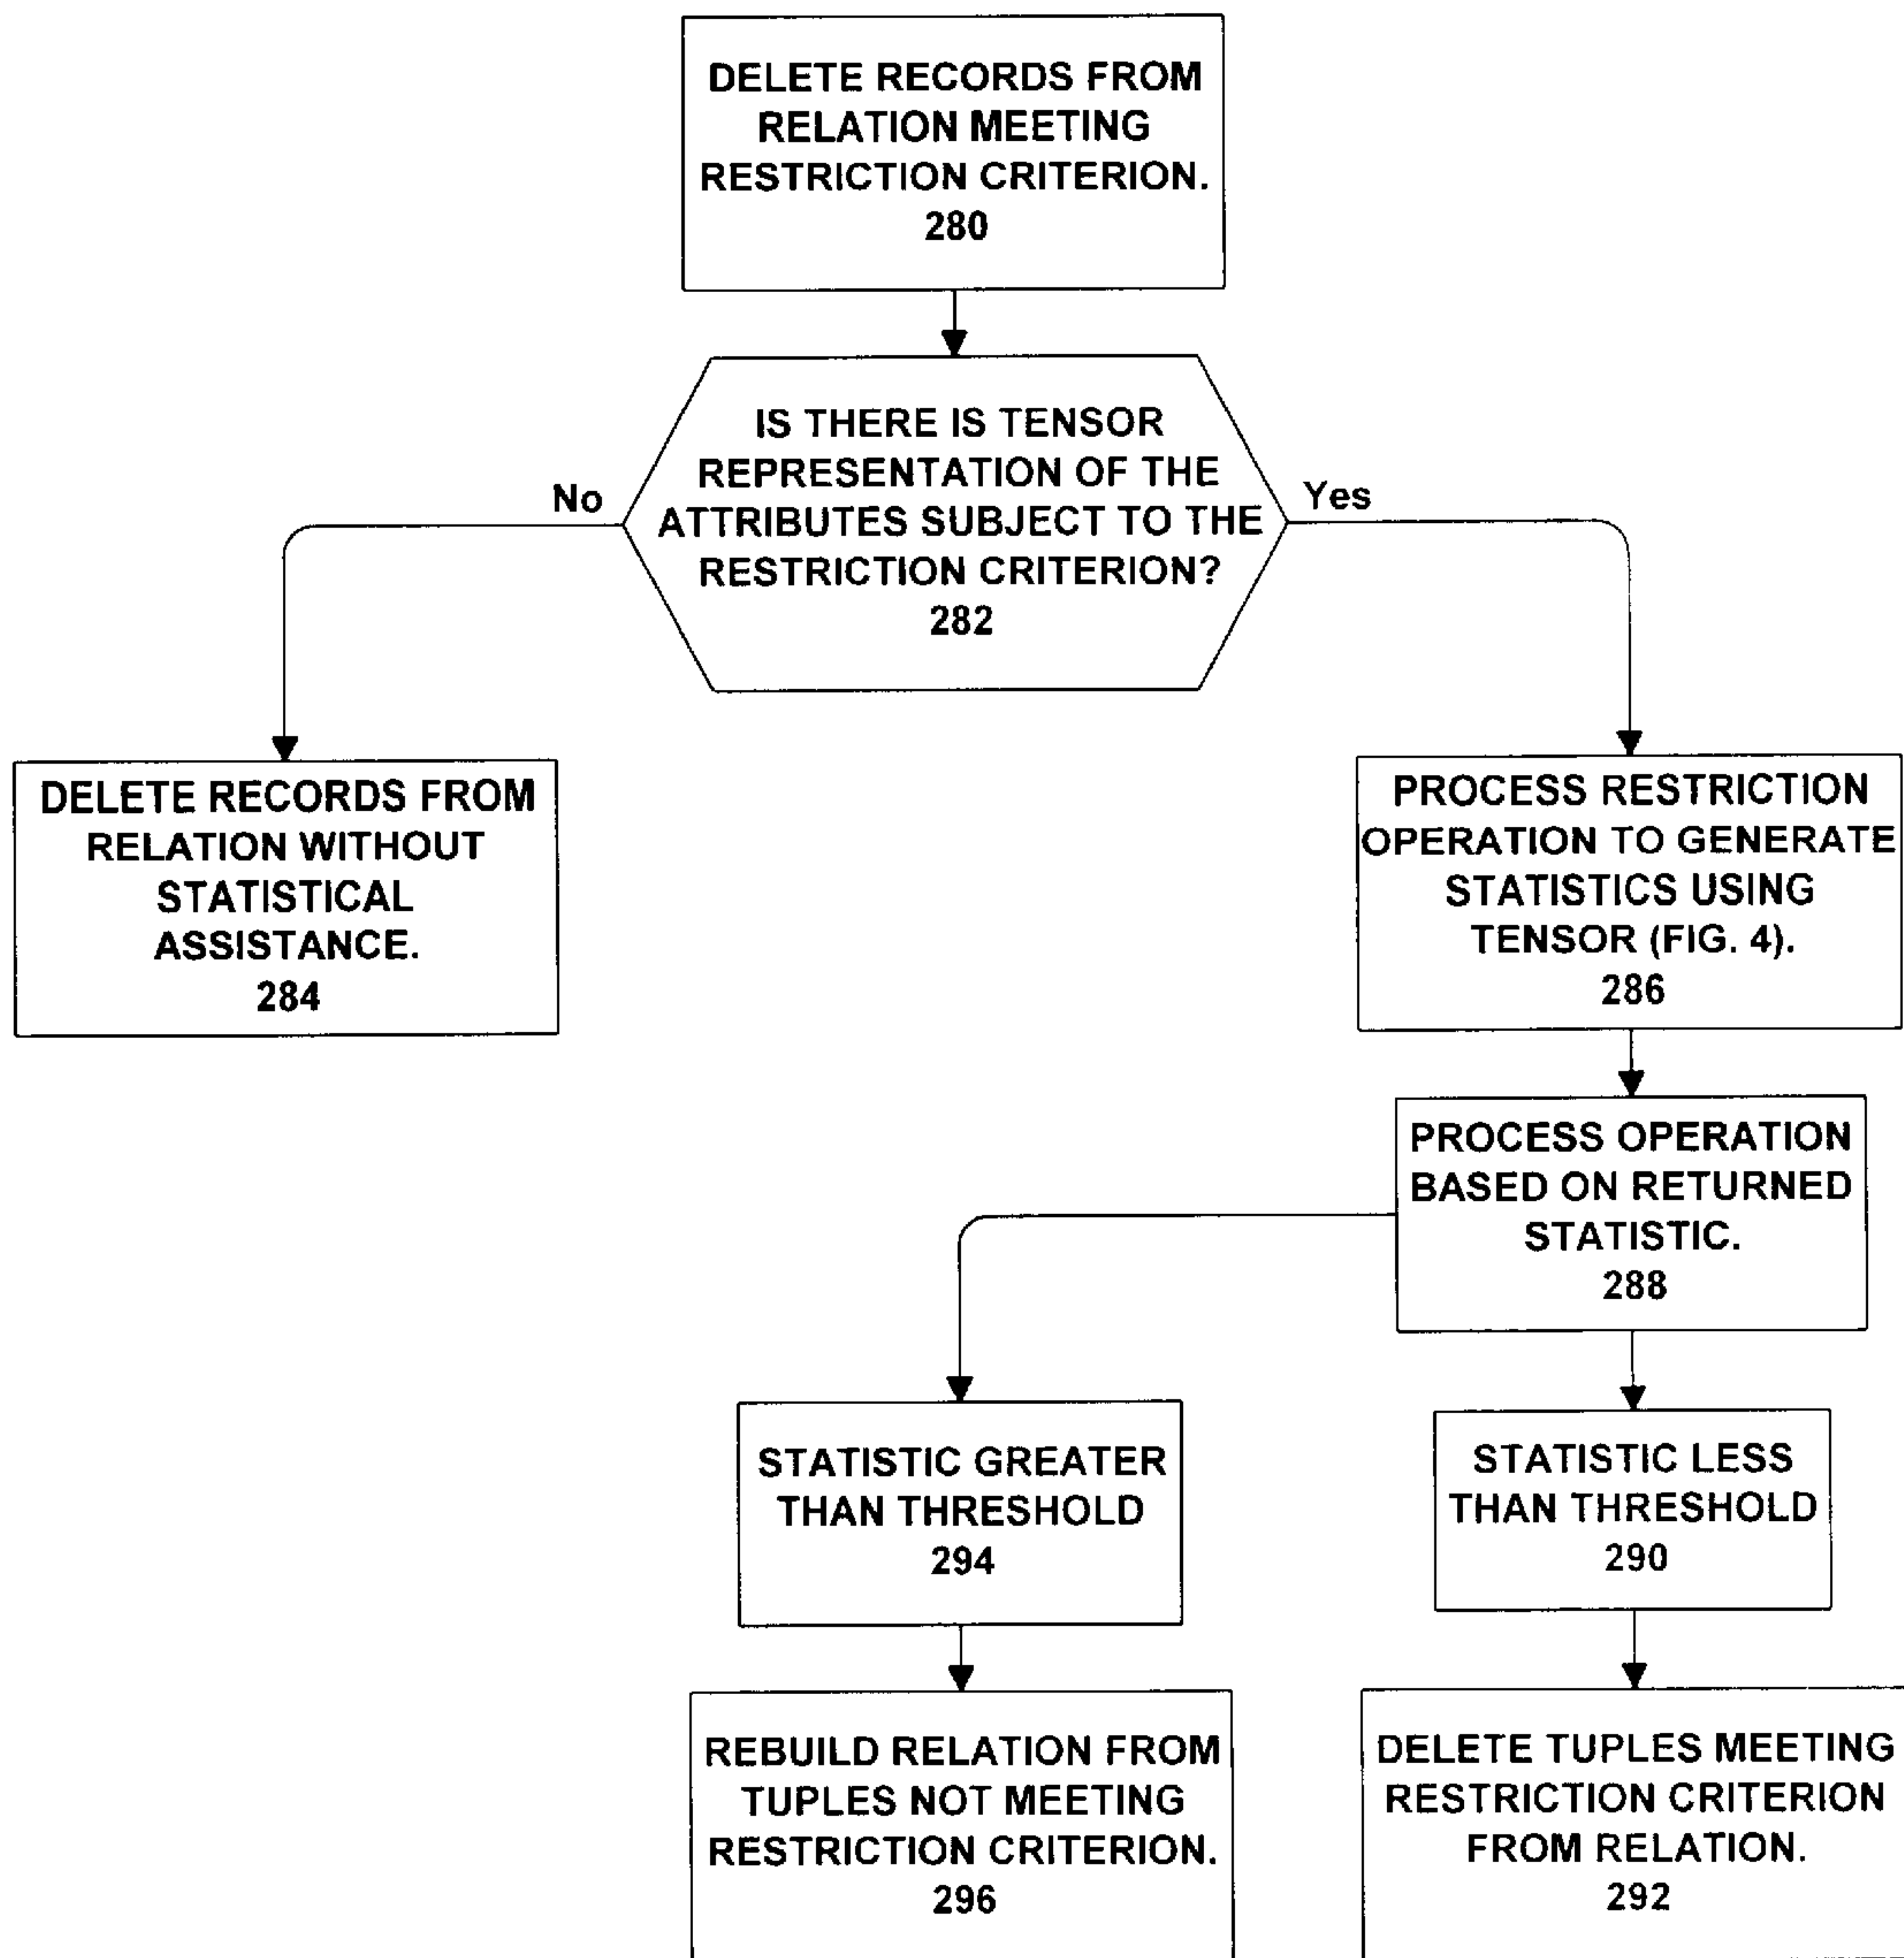 DELETE RECORDS FROM
RELATION MEETING
RESTRICTION CRITERION.
280
IS THERE IS TENSOR
REPRESENTATION OF THE
ATTRIBUTES SUBJECT TO THE
RESTRICTION CRITERION?
282
No
Yes
DELETE RECORDS FROM
RELATION WITHOUT
STATISTICAL
ASSISTANCE.
284
PROCESS RESTRICTION
OPERATION TO GENERATE
STATISTICS USING
TENSOR (FIG. 4).
286
PROCESS OPERATION
BASED ON RETURNED
STATISTIC.
288
STATISTIC GREATER
THAN THRESHOLD
294
STATISTIC LESS
THAN THRESHOLD
290
REBUILD RELATION FROM
TUPLES NOT MEETING
RESTRICTION CRITERION.
296
DELETE TUPLES MEETING
RESTRICTION CRITERION
FROM RELATION.
292